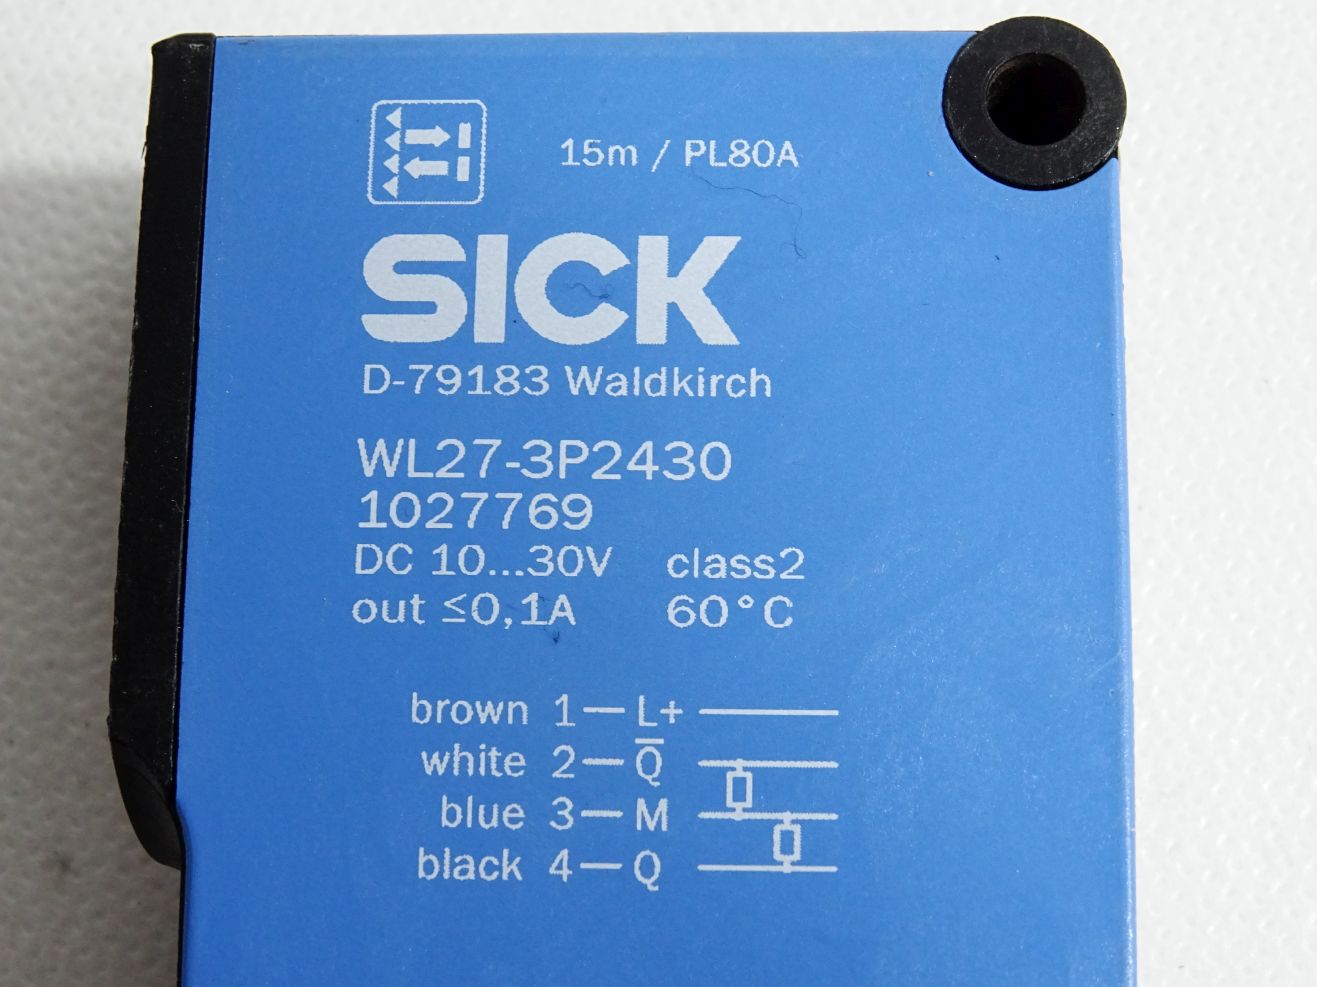 15m / PL80A
SICK
D-79183 Waldkirch
WL27-3P2430
1027769
DC 10...30V class2
out ≤0,1A 60°C
brown 1 — L+
white 2 — Q̅
blue 3 — M
black 4 — Q